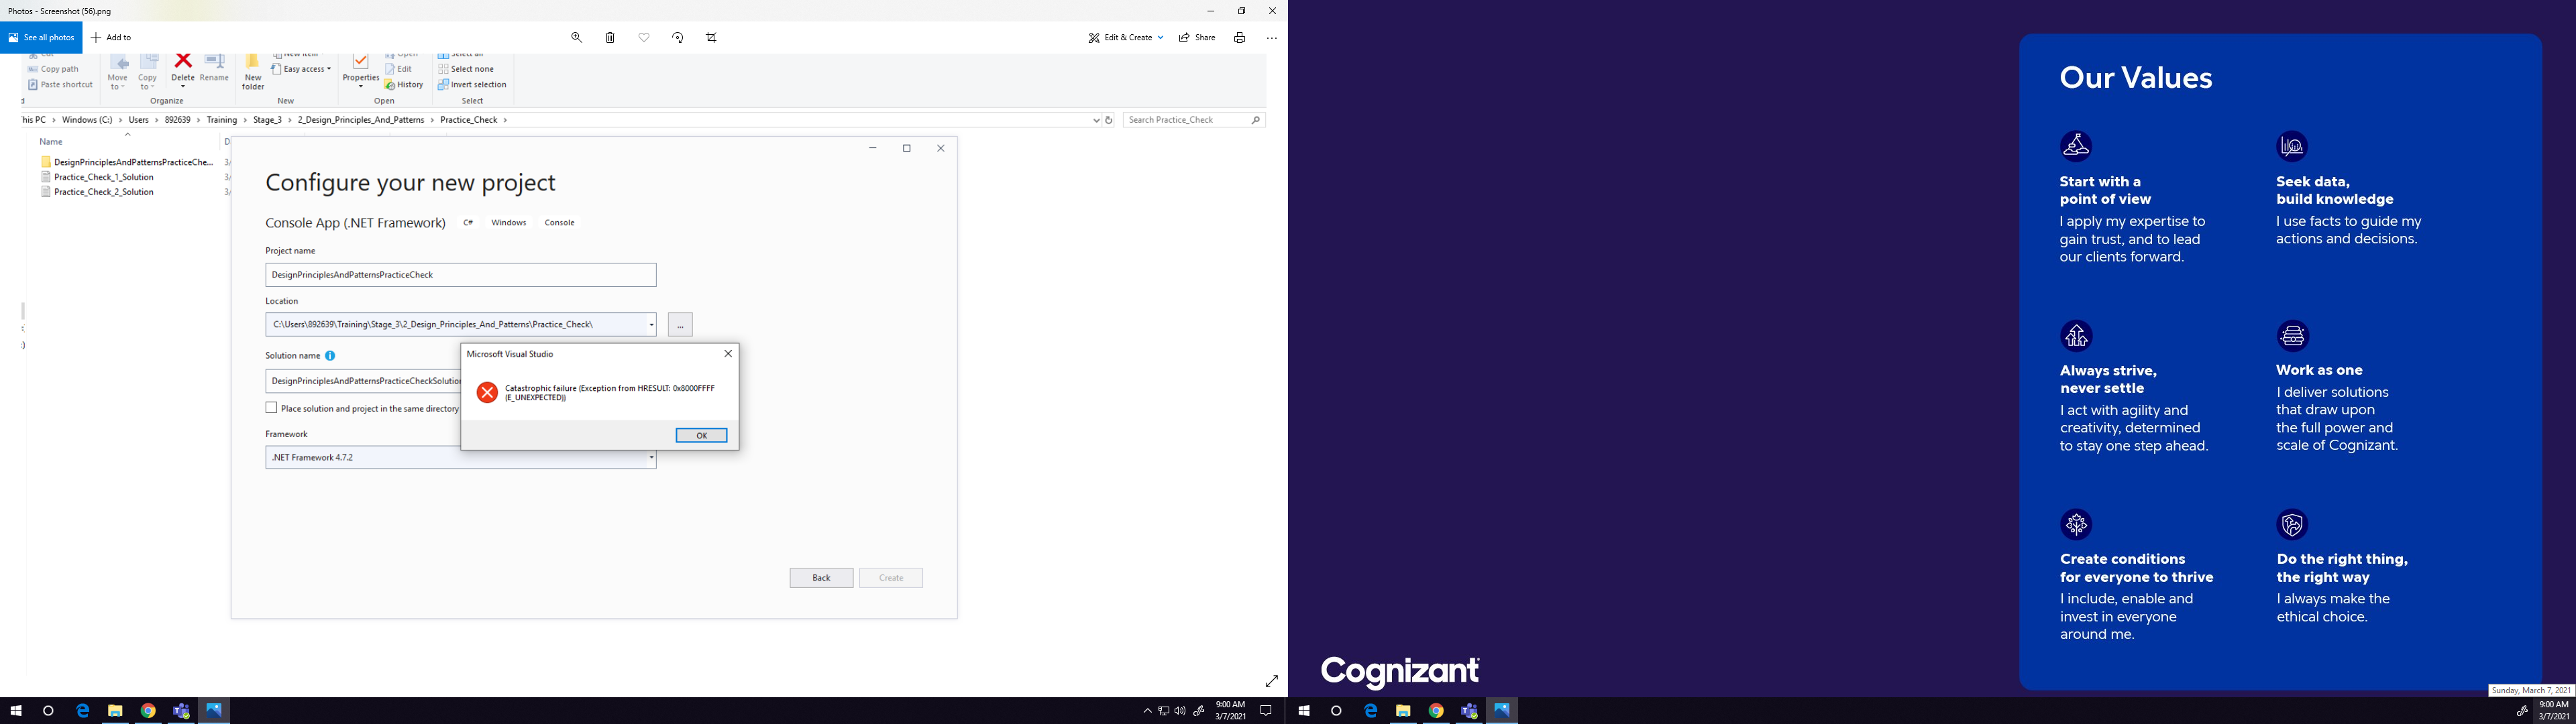 Photos - Screenshot (56).png
See all photos
Add to
Edit & Create
Share
Copy path
Paste shortcut
Move to
Copy to
Delete
Rename
Organize
New folder
Easy access
New
Properties
Edit
History
Open
Select none
Invert selection
Select
his PC > Windows (C:) > Users > 892639 > Training > Stage_3 > 2_Design_Principles_And_Patterns > Practice_Check >
Search Practice_Check
Name
DesignPrinciplesAndPatternsPracticeChe...
Practice_Check_1_Solution
Practice_Check_2_Solution
Configure your new project
Console App (.NET Framework) C# Windows Console
Project name
DesignPrinciplesAndPatternsPracticeCheck
Location
C:\Users\892639\Training\Stage_3\2_Design_Principles_And_Patterns\Practice_Check\
...
Solution name
DesignPrinciplesAndPatternsPracticeCheckSolution
Place solution and project in the same directory
Framework
.NET Framework 4.7.2
Microsoft Visual Studio
Catastrophic failure (Exception from HRESULT: 0x8000FFFF
(E_UNEXPECTED))
OK
Back
Create
9:00 AM
3/7/2021
Our Values
Start with a
point of view
I apply my expertise to
gain trust, and to lead
our clients forward.
Seek data,
build knowledge
I use facts to guide my
actions and decisions.
Always strive,
never settle
I act with agility and
creativity, determined
to stay one step ahead.
Work as one
I deliver solutions
that draw upon
the full power and
scale of Cognizant.
Create conditions
for everyone to thrive
I include, enable and
invest in everyone
around me.
Do the right thing,
the right way
I always make the
ethical choice.
Cognizant
Sunday, March 7, 2021
9:00 AM
3/7/2021